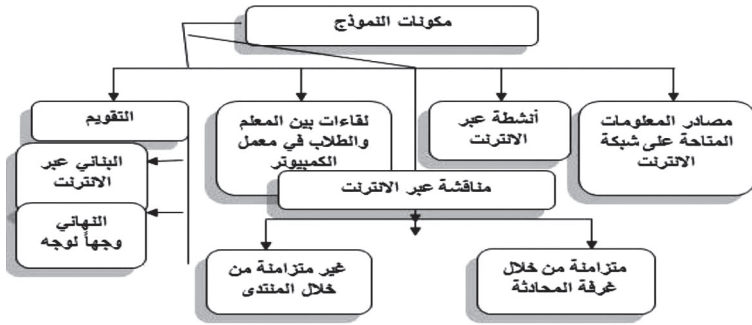 مكونات النموذج
مصادر المعلومات
المتاحة على شبكة
الانترنت
أنشطة عبر
الانترنت
لقاءات بين المعلم
والطلاب في معمل
الكمبيوتر
التقويم
البنائي عبر
الانترنت
النهائي
وجهاً لوجه
مناقشة عبر الانترنت
متزامنة من خلال
غرفة المحادثة
غير متزامنة من
خلال المنتدى